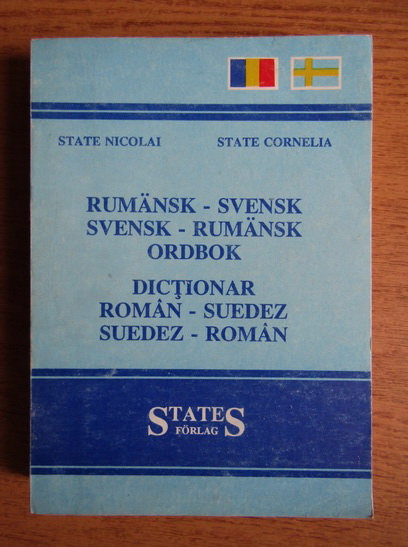 STATE NICOLAI STATE CORNELIA
RUMÄNSK - SVENSK
SVENSK - RUMÄNSK
ORDBOK
DICŢIONAR
ROMÂN - SUEDEZ
SUEDEZ - ROMÂN
STATES
FÖRLAG